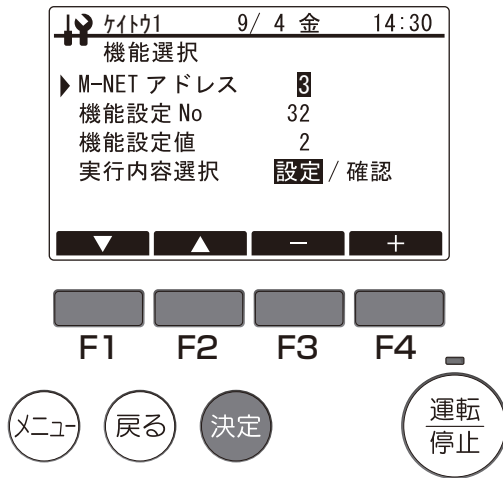 ｹｲﾄｳ1 9/ 4 金 14:30
機能選択
M-NET アドレス 3
機能設定 No 32
機能設定値 2
実行内容選択 設定 / 確認
▼ ▲ － ＋
F1 F2 F3 F4
メニュー 戻る 決定 運転
停止